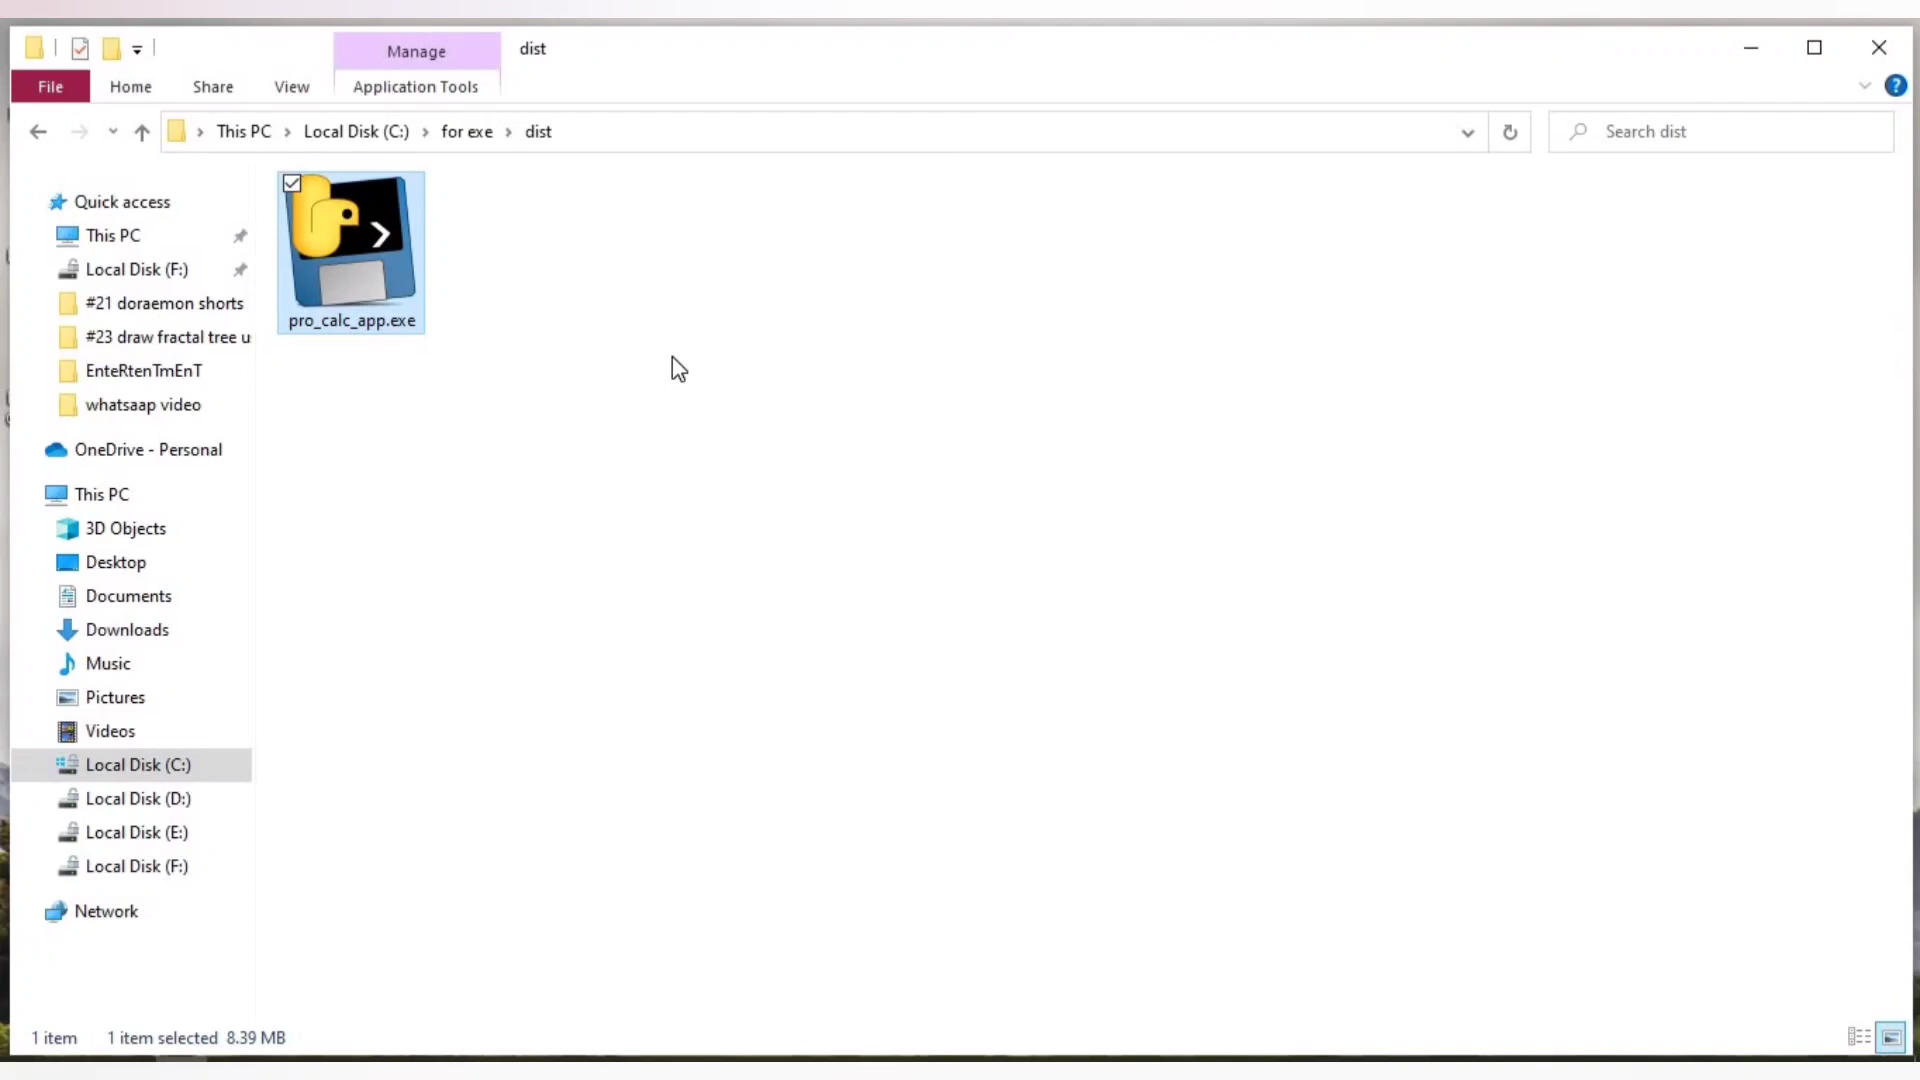 Manage
dist
File
Home
Share
View
Application Tools
This PC
Local Disk (C:)
for exe
dist
Search dist
pro_calc_app.exe
Quick access
This PC
Local Disk (F:)
#21 doraemon shorts
#23 draw fractal tree u
EnteRtenTmEnT
whatsaap video
OneDrive - Personal
This PC
3D Objects
Desktop
Documents
Downloads
Music
Pictures
Videos
Local Disk (C:)
Local Disk (D:)
Local Disk (E:)
Local Disk (F:)
Network
1 item
1 item selected 8.39 MB